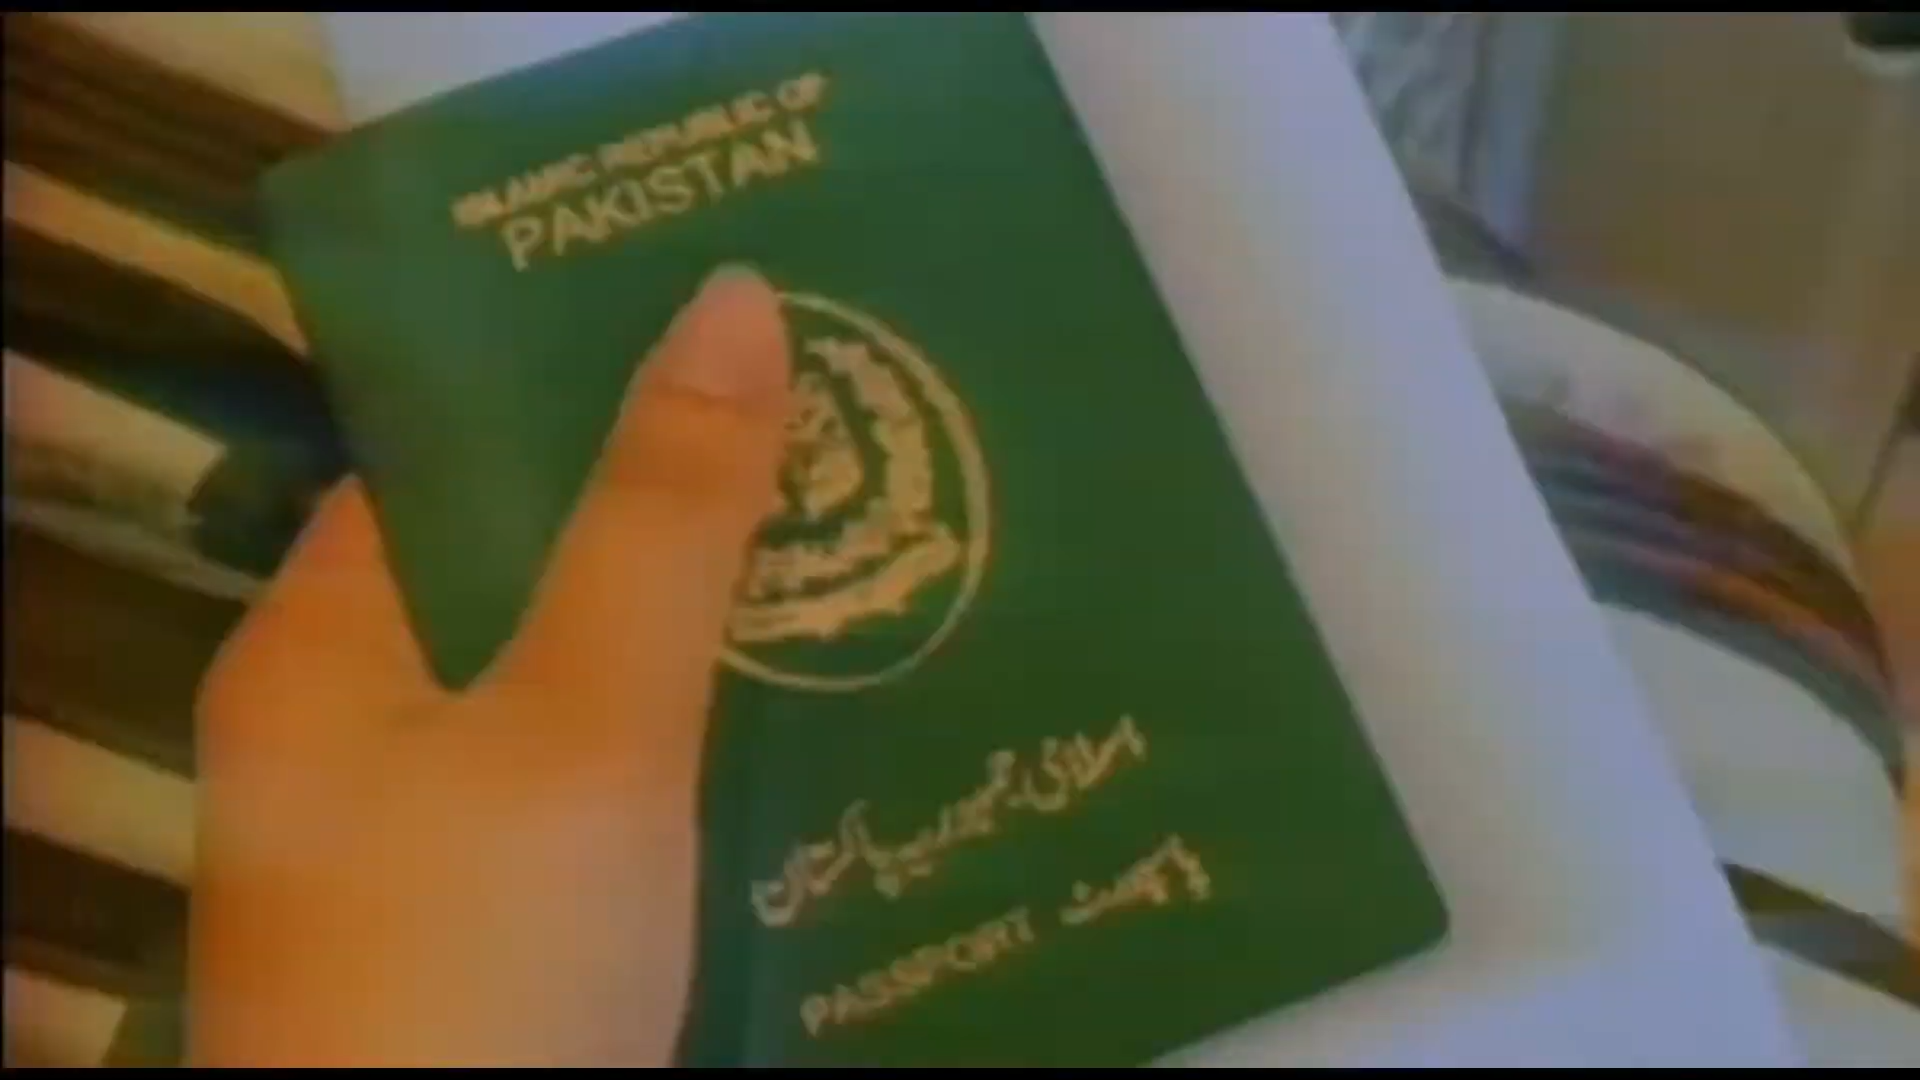 ISLAMIC REPUBLIC OF
PAKISTAN
اسلامی جمہوریہ پاکستان
PASSPORT پاسپورٹ